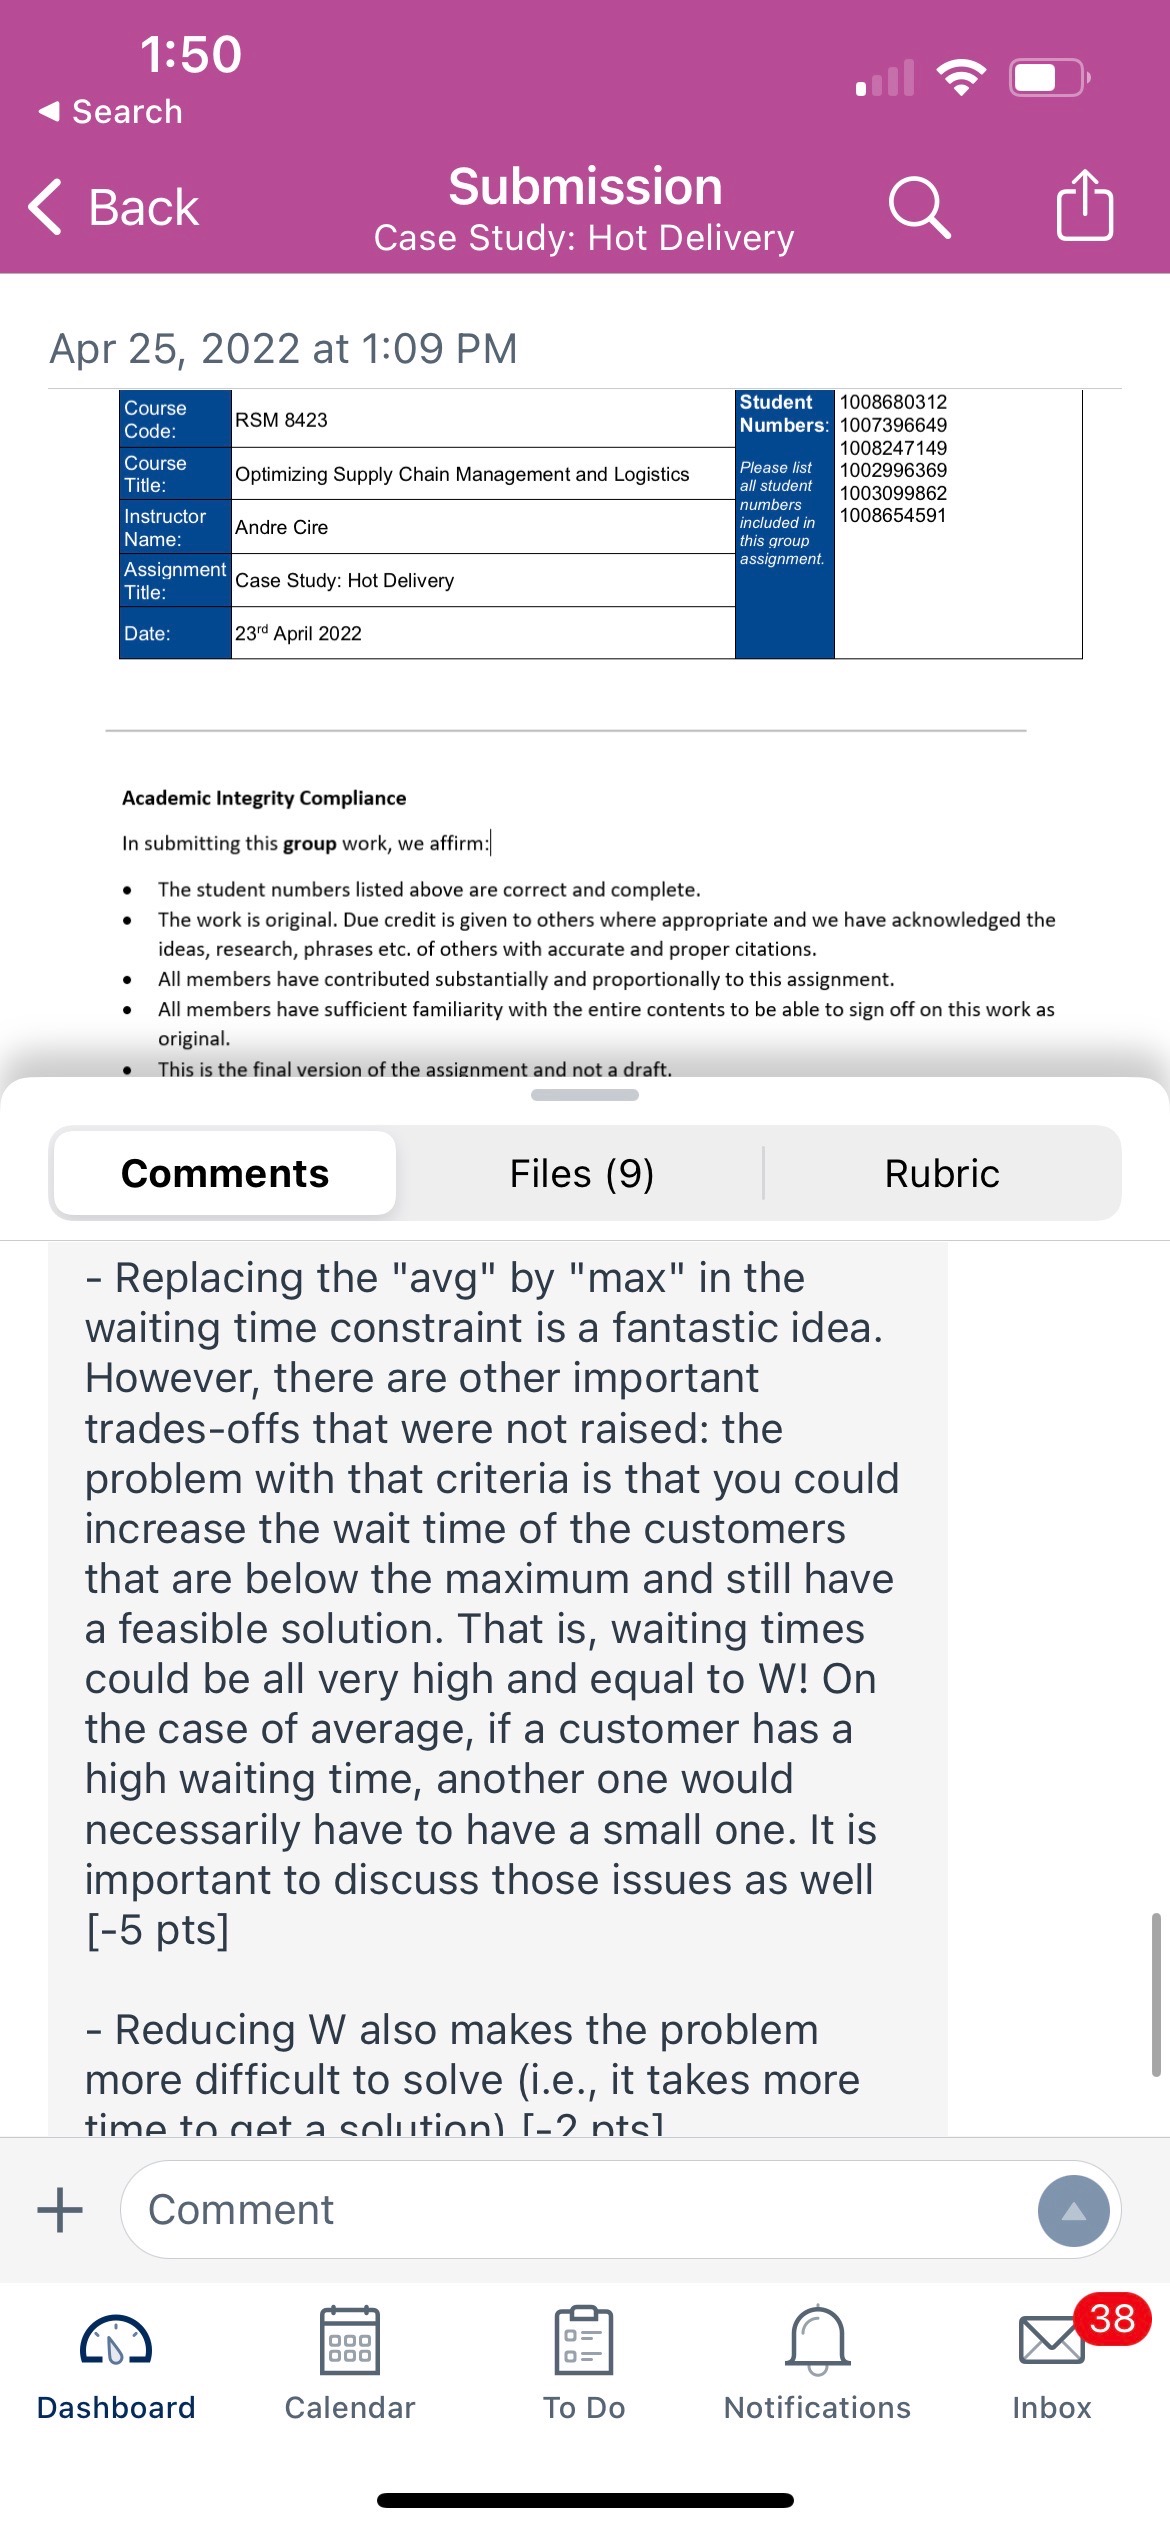 1:50
Search
Back
Submission
Case Study: Hot Delivery
Apr 25, 2022 at 1:09 PM
Course
Code:
RSM 8423
Course
Title:
Optimizing Supply Chain Management and Logistics
Instructor
Name:
Andre Cire
Assignment
Title:
Case Study: Hot Delivery
Date:
23rd April 2022
Student
Numbers:
Please list
all student
numbers
included in
this group
assignment.
1008680312
1007396649
1008247149
1002996369
1003099862
1008654591
Academic Integrity Compliance
In submitting this group work, we affirm:
• The student numbers listed above are correct and complete.
• The work is original. Due credit is given to others where appropriate and we have acknowledged the
ideas, research, phrases etc. of others with accurate and proper citations.
• All members have contributed substantially and proportionally to this assignment.
• All members have sufficient familiarity with the entire contents to be able to sign off on this work as
original.
• This is the final version of the assignment and not a draft.
Comments
Files (9)
Rubric
- Replacing the "avg" by "max" in the
waiting time constraint is a fantastic idea.
However, there are other important
trades-offs that were not raised: the
problem with that criteria is that you could
increase the wait time of the customers
that are below the maximum and still have
a feasible solution. That is, waiting times
could be all very high and equal to W! On
the case of average, if a customer has a
high waiting time, another one would
necessarily have to have a small one. It is
important to discuss those issues as well
[-5 pts]
- Reducing W also makes the problem
more difficult to solve (i.e., it takes more
time to get a solution) [-2 pts]
Comment
38
Dashboard
Calendar
To Do
Notifications
Inbox